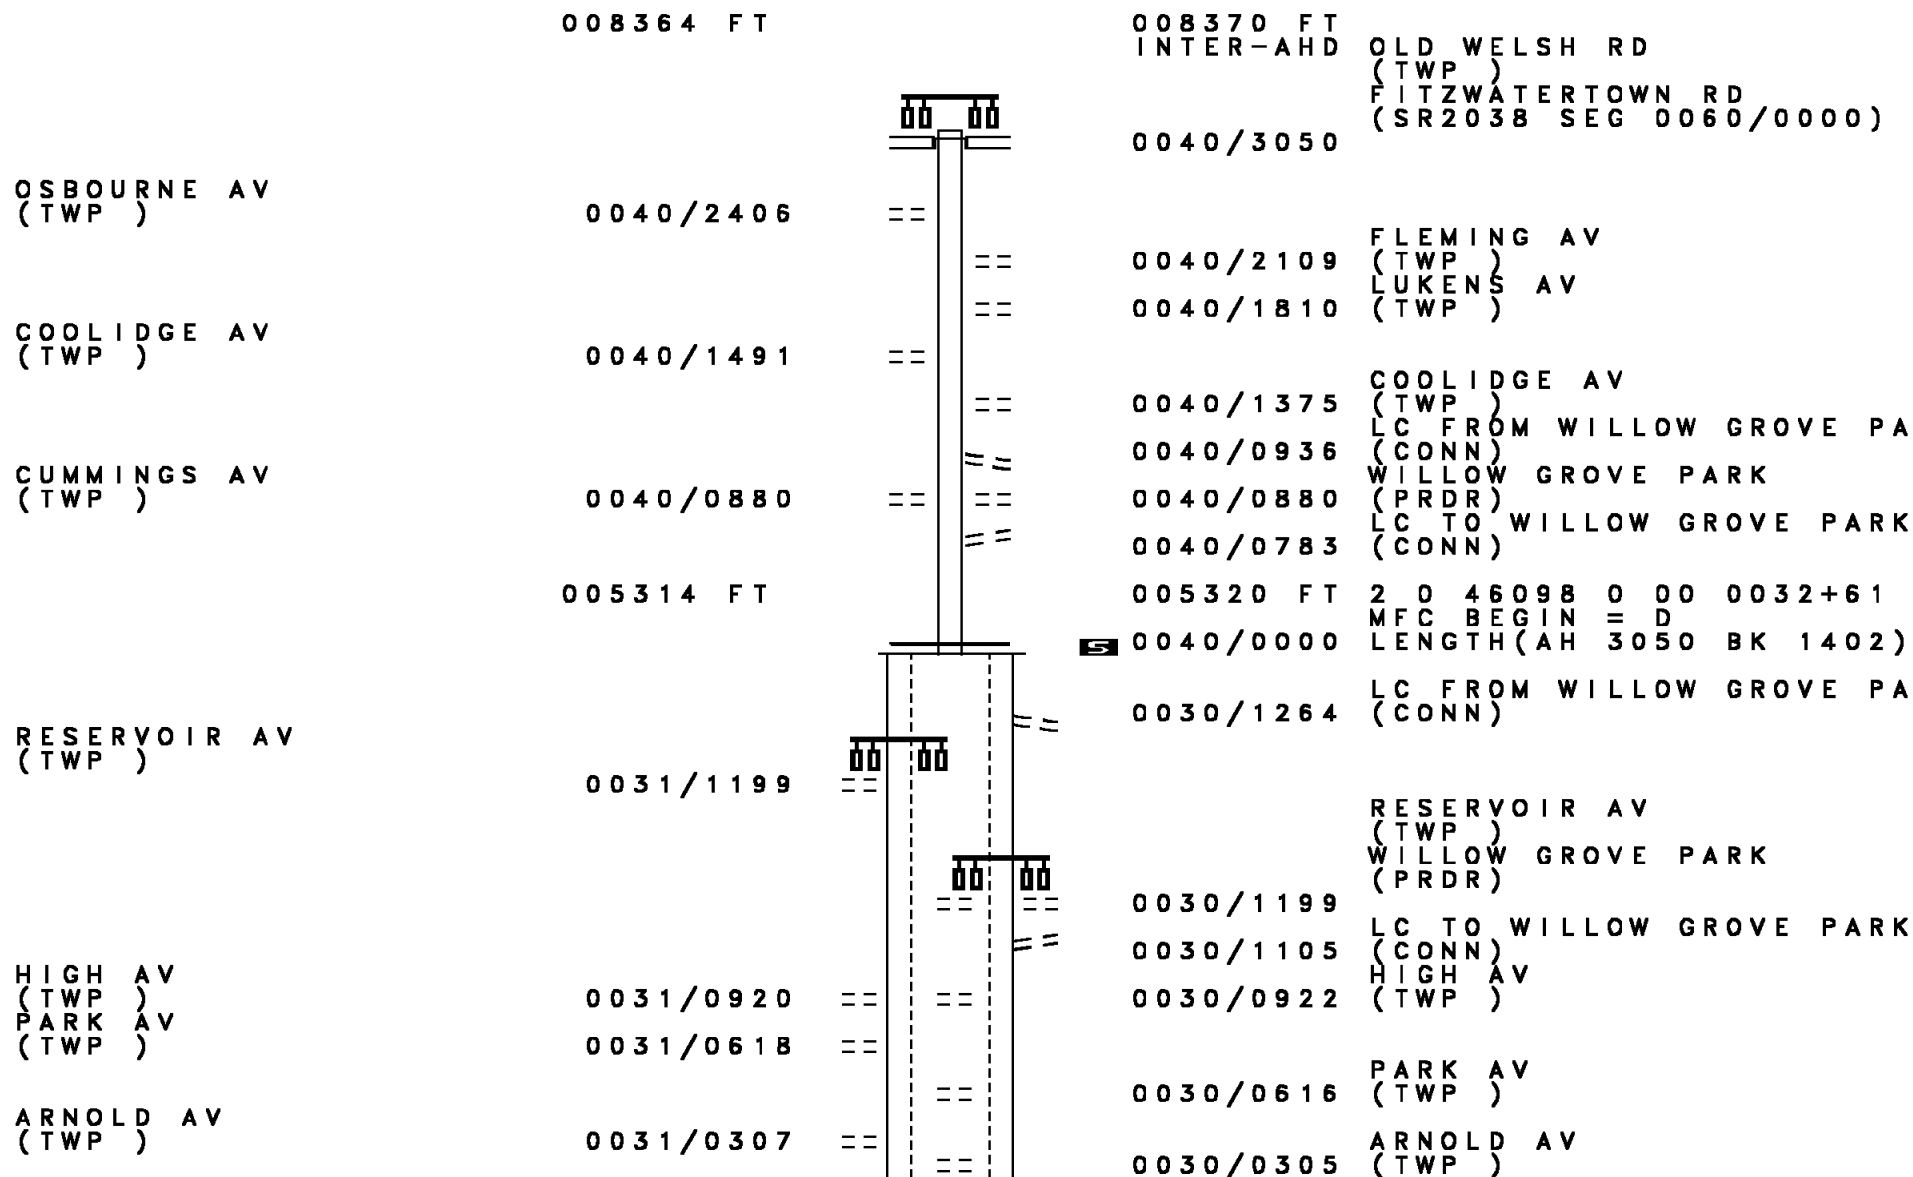 008364 FT 008370 FT
INTER-AHD OLD WELSH RD
(TWP )
FITZWATERTOWN RD
(SR2038 SEG 0060/0000)
0040/3050
OSBOURNE AV
(TWP ) 0040/2406
FLEMING AV
0040/2109 (TWP )
LUKENS AV
0040/1810 (TWP )
COOLIDGE AV
(TWP ) 0040/1491
COOLIDGE AV
0040/1375 (TWP )
LC FROM WILLOW GROVE PA
0040/0936 (CONN)
CUMMINGS AV WILLOW GROVE PARK
(TWP ) 0040/0880 0040/0880 (PRDR)
LC TO WILLOW GROVE PARK
0040/0783 (CONN)
005314 FT 005320 FT 2 0 46098 0 00 0032+61
MFC BEGIN = D
S 0040/0000 LENGTH(AH 3050 BK 1402)
LC FROM WILLOW GROVE PA
0030/1264 (CONN)
RESERVOIR AV
(TWP )
0031/1199
RESERVOIR AV
(TWP )
WILLOW GROVE PARK
(PRDR)
0030/1199
LC TO WILLOW GROVE PARK
0030/1105 (CONN)
HIGH AV HIGH AV
(TWP ) 0031/0920 0030/0922 (TWP )
PARK AV
(TWP ) 0031/0618
PARK AV
0030/0616 (TWP )
ARNOLD AV
(TWP ) 0031/0307
ARNOLD AV
0030/0305 (TWP )